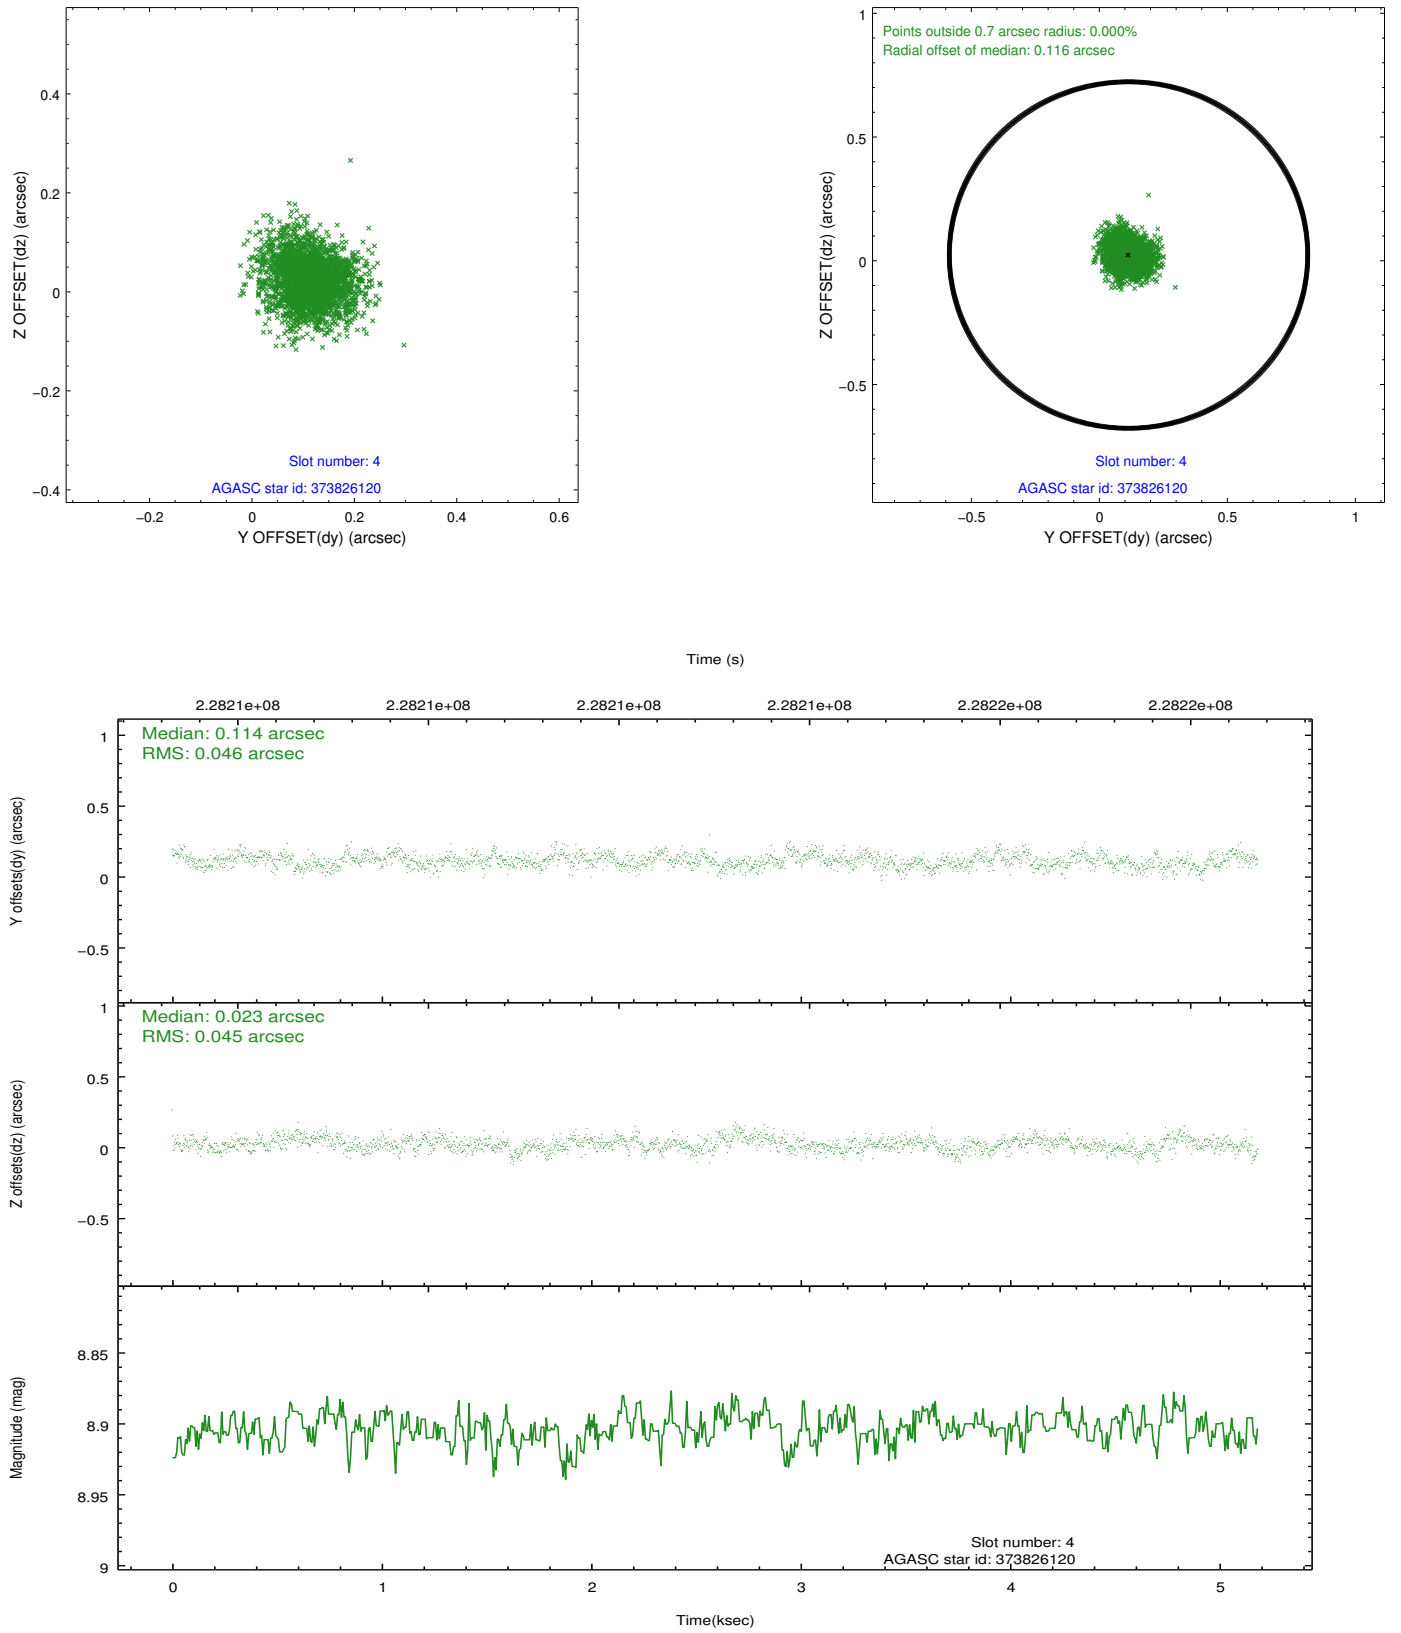 0.4
0.2
0
−0.2
−0.4
Z OFFSET(dz) (arcsec)
Slot number: 4
AGASC star id: 373826120
−0.2
0
0.2
0.4
0.6
Y OFFSET(dy) (arcsec)
Points outside 0.7 arcsec radius: 0.000%
Radial offset of median: 0.116 arcsec
1
0.5
0
−0.5
Z OFFSET(dz) (arcsec)
Slot number: 4
AGASC star id: 373826120
−0.5
0
0.5
1
Y OFFSET(dy) (arcsec)
Time (s)
2.2821e+08
2.2821e+08
2.2821e+08
2.2821e+08
2.2822e+08
2.2822e+08
Median: 0.114 arcsec
RMS: 0.046 arcsec
1
0.5
0
−0.5
Y offsets(dy) (arcsec)
Median: 0.023 arcsec
RMS: 0.045 arcsec
1
0.5
0
−0.5
Z offsets(dz) (arcsec)
8.85
8.9
8.95
9
Magnitude (mag)
Slot number: 4
AGASC star id: 373826120
0
1
2
3
4
5
Time(ksec)